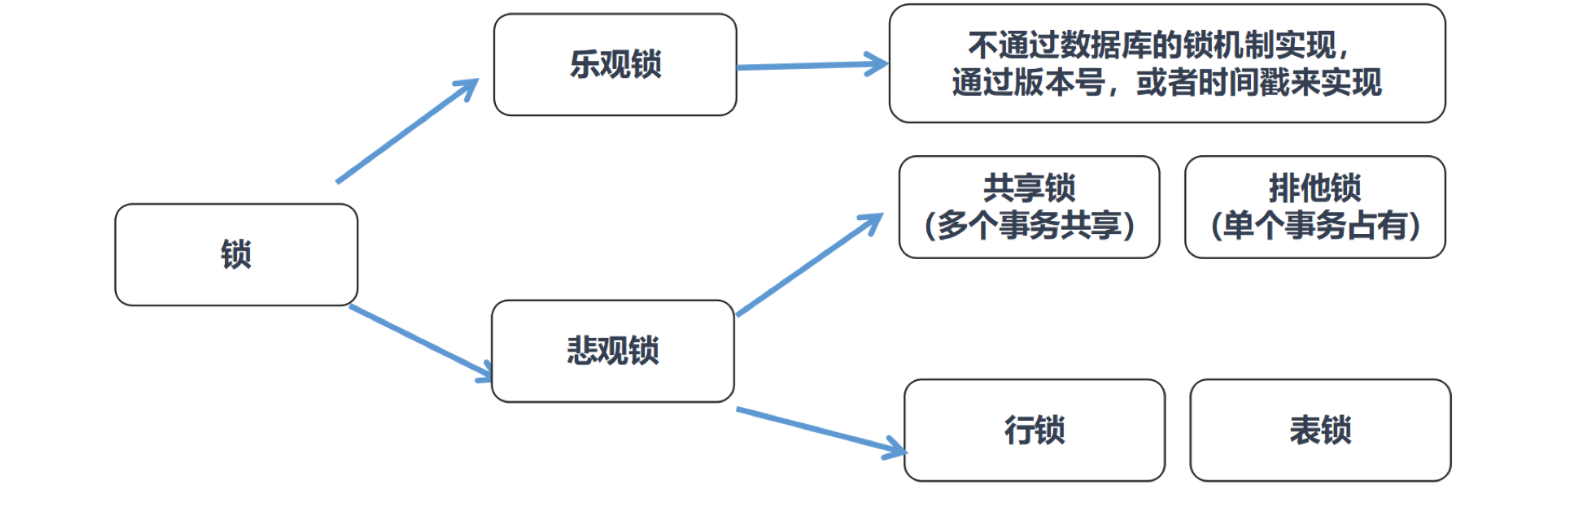 乐观锁
不通过数据库的锁机制实现，
通过版本号，或者时间戳来实现
共享锁
（多个事务共享）
排他锁
（单个事务占有）
锁
悲观锁
行锁
表锁